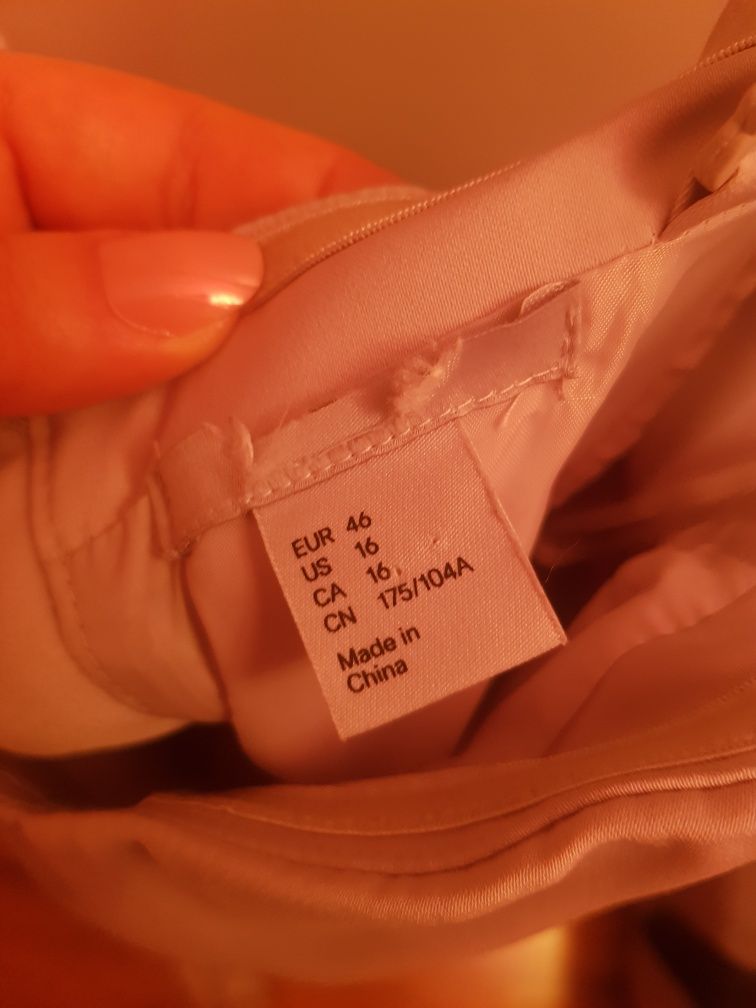 EUR 46
US 16
CA 16
CN 175/104A
Made in
China